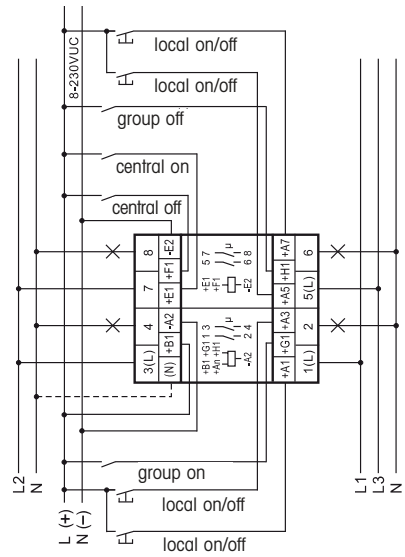 local on/off
8-230VUC
local on/off
group off
central on
central off
8 -E2 5 7 µ 6 8 +A7 6
+F1 +E1 +F1 -E2 +H1
7 +E1 +A5 5(L)
4 -A2 1 3 µ 2 4 +A3 2
+B1 +B1 +G1 +An +H1 -A2 +G1
3(L) (N) +A1 1(L)
group on
local on/off
local on/off
L2
N
L (+)
N (–)
L1
L3
N